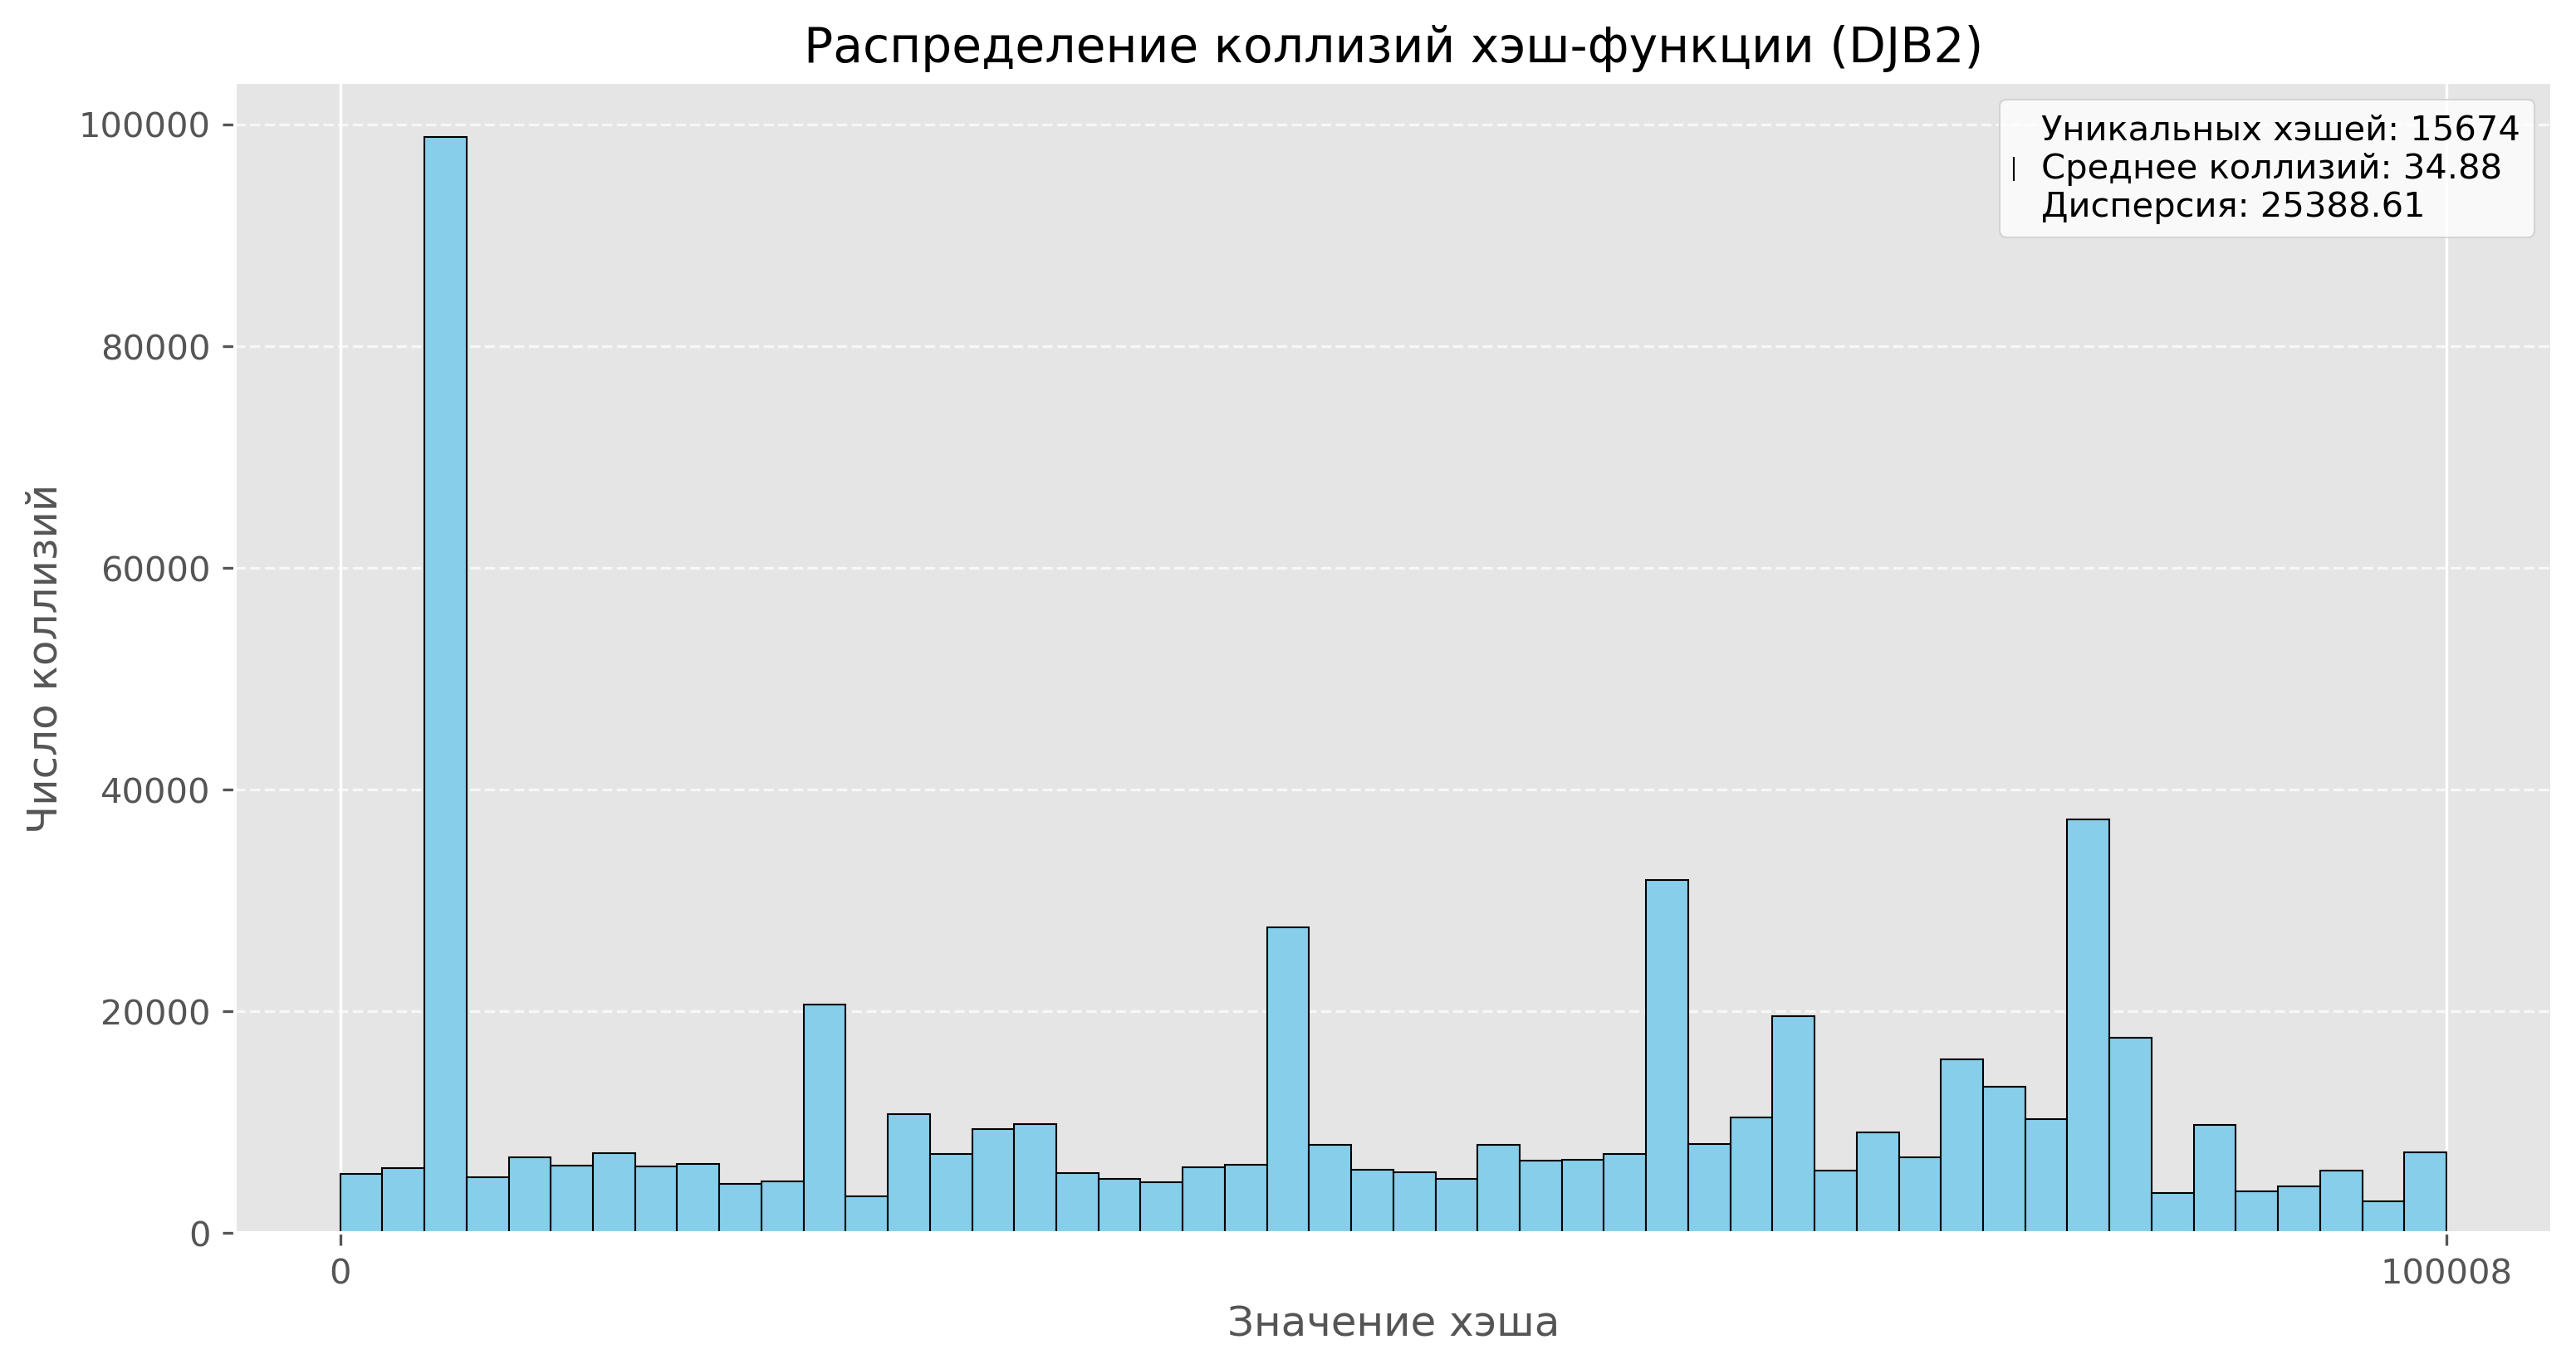 Распределение коллизий хэш-функции (DJB2)
Уникальных хэшей: 15674
Среднее коллизий: 34.88
Дисперсия: 25388.61
Число коллизий
100000
80000
60000
40000
20000
0
0
100008
Значение хэша